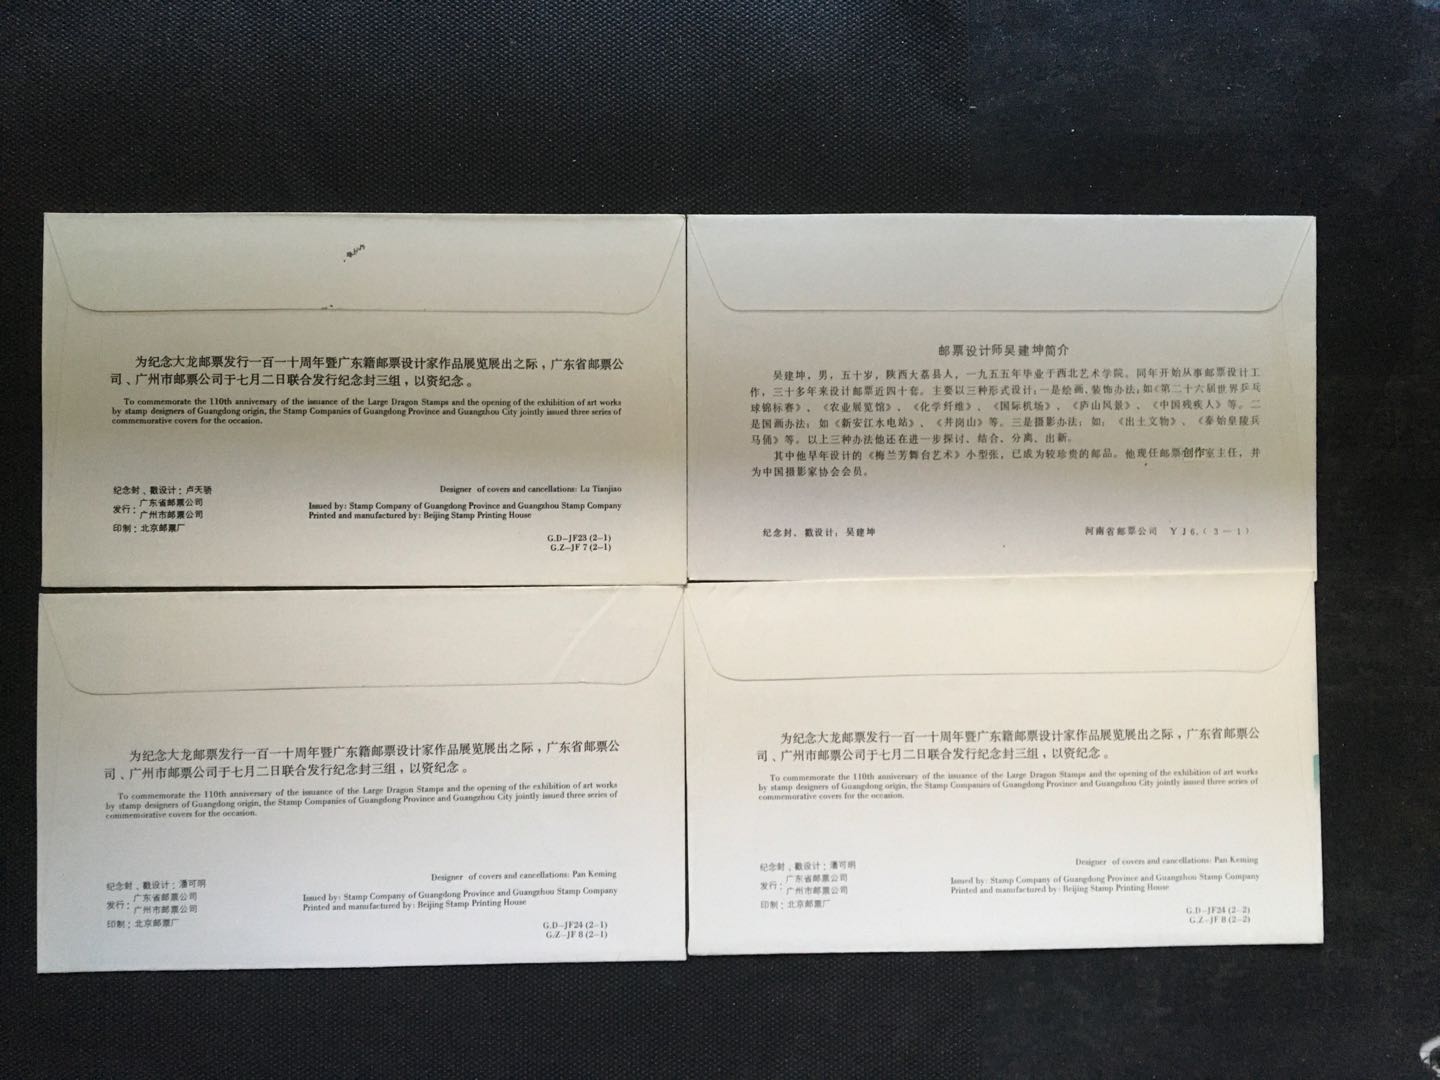 为纪念大龙邮票发行一百一十周年暨广东籍邮票设计家作品展览展出之际，广东省邮票公
司、广州市邮票公司于七月二日联合发行纪念封三组，以资纪念。
To commemorate the 110th anniversary of the issuance of the Large Dragon Stamps and the opening of the exhibition of art works
by stamp designers of Guangdong origin, the Stamp Companies of Guangdong Province and Guangzhou City jointly issued three series of
commemorative covers for the occasion.
纪念封、戳设计：卢天骄
发行：广东省邮票公司
广州市邮票公司
印制：北京邮票厂
Designer of covers and cancellations: Lu Tianjiao
Issued by: Stamp Company of Guangdong Province and Guangzhou Stamp Company
Printed and manufactured by: Beijing Stamp Printing House
G.D-JF23 (2-1)
G.Z-JF 7 (2-1)
邮票设计师吴建坤简介
吴建坤，男，五十岁，陕西大荔县人，一九五五年毕业于西北艺术学院。同年开始从事邮票设计工
作，三十多年来设计邮票近四十套。主要以三种形式设计：一是绘画、装饰办法；如《第二十六届世界乒乓
球锦标赛》、《农业展览馆》、《化学纤维》、《国际机场》、《庐山风景》、《中国残疾人》等。二
是国画办法；如《新安江水电站》、《井岗山》等。三是摄影办法；如：《出土文物》、《秦始皇陵兵
马俑》等。以上三种办法他还在进一步探讨、结合、分离、出新。
其中他早年设计的《梅兰芳舞台艺术》小型张，已成为较珍贵的邮品。他现任邮票创作室主任，并
为中国摄影家协会会员。
纪念封、戳设计：吴建坤
河南省邮票公司 YJ6.（3—1）
为纪念大龙邮票发行一百一十周年暨广东籍邮票设计家作品展览展出之际，广东省邮票公
司、广州市邮票公司于七月二日联合发行纪念封三组，以资纪念。
To commemorate the 110th anniversary of the issuance of the Large Dragon Stamps and the opening of the exhibition of art works
by stamp designers of Guangdong origin, the Stamp Companies of Guangdong Province and Guangzhou City jointly issued three series of
commemorative covers for the occasion.
纪念封、戳设计：潘可明
发行：广东省邮票公司
广州市邮票公司
印制：北京邮票厂
Designer of covers and cancellations: Pan Keming
Issued by: Stamp Company of Guangdong Province and Guangzhou Stamp Company
Printed and manufactured by: Beijing Stamp Printing House
G.D-JF24 (2-1)
G.Z-JF 8 (2-1)
为纪念大龙邮票发行一百一十周年暨广东籍邮票设计家作品展览展出之际，广东省邮票公
司、广州市邮票公司于七月二日联合发行纪念封三组，以资纪念。
To commemorate the 110th anniversary of the issuance of the Large Dragon Stamps and the opening of the exhibition of art works
by stamp designers of Guangdong origin, the Stamp Companies of Guangdong Province and Guangzhou City jointly issued three series of
commemorative covers for the occasion.
纪念封、戳设计：潘可明
发行：广东省邮票公司
广州市邮票公司
印制：北京邮票厂
Designer of covers and cancellations: Pan Keming
Issued by: Stamp Company of Guangdong Province and Guangzhou Stamp Company
Printed and manufactured by: Beijing Stamp Printing House
G.D-JF24 (2-2)
G.Z-JF 8 (2-2)